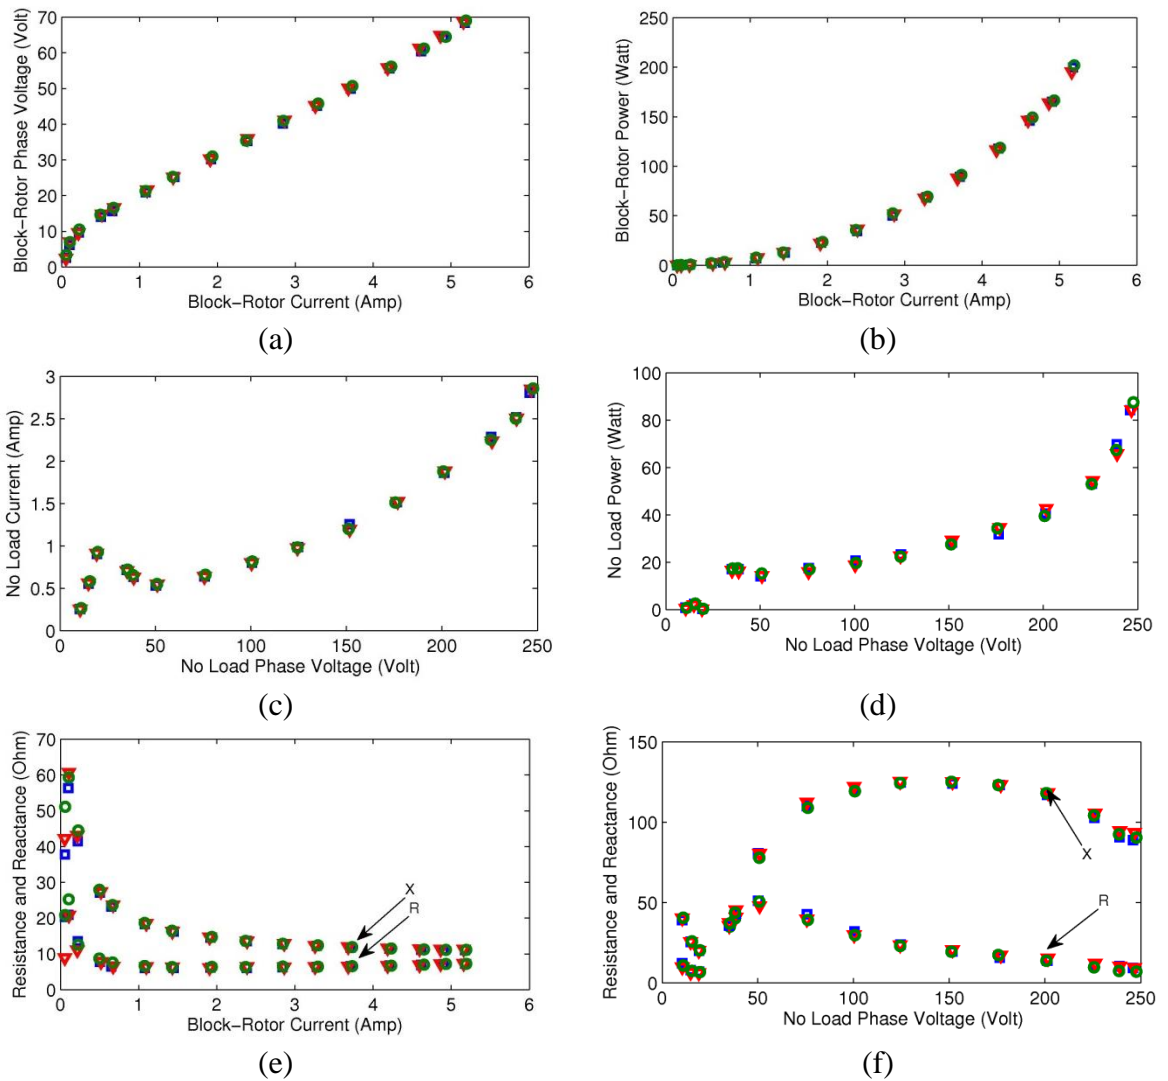 70
60
50
40
30
20
10
0
0 1 2 3 4 5 6
Block-Rotor Phase Voltage (Volt)
Block-Rotor Current (Amp)
(a)
250
200
150
100
50
0
0 1 2 3 4 5 6
Block-Rotor Power (Watt)
Block-Rotor Current (Amp)
(b)
3
2.5
2
1.5
1
0.5
0
0 50 100 150 200 250
No Load Current (Amp)
No Load Phase Voltage (Volt)
(c)
100
80
60
40
20
0
0 50 100 150 200 250
No Load Power (Watt)
No Load Phase Voltage (Volt)
(d)
70
60
50
40
30
20
10
0
0 1 2 3 4 5 6
Resistance and Reactance (Ohm)
X
R
Block-Rotor Current (Amp)
(e)
150
100
50
0
0 50 100 150 200 250
Resistance and Reactance (Ohm)
X
R
No Load Phase Voltage (Volt)
(f)